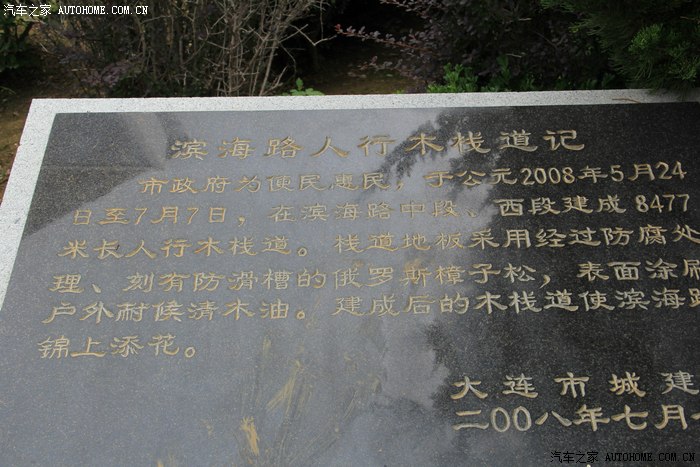 汽车之家 AUTOHOME.COM.CN
滨海路人行木栈道记
市政府为便民惠民，于公元2008年5月24
日至7月7日，在滨海路中段、西段建成8477
米长人行木栈道。栈道地板采用经过防腐处
理、刻有防滑槽的俄罗斯樟子松，表面涂刷
户外耐候清木油。建成后的木栈道使滨海路
锦上添花。
大连市城建
二〇〇八年七月
汽车之家 AUTOHOME.COM.CN